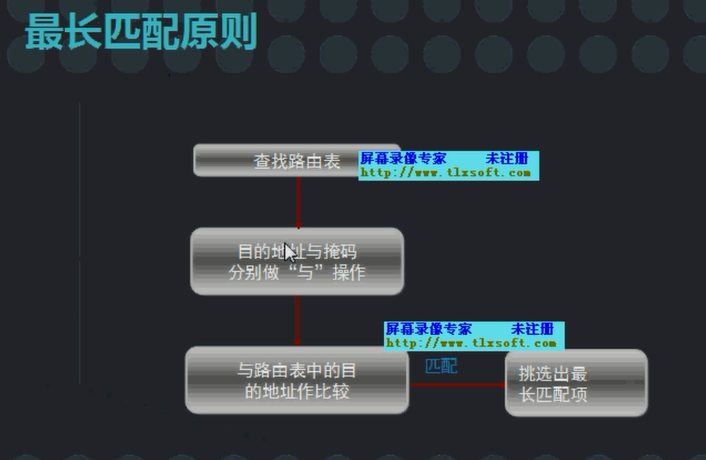 最长匹配原则
查找路由表
屏幕录像专家 未注册
http://www.tlxsoft.com
目的地址与掩码
分别做“与”操作
屏幕录像专家 未注册
http://www.tlxsoft.com
与路由表中的目
的地址作比较
匹配
挑选出最
长匹配项